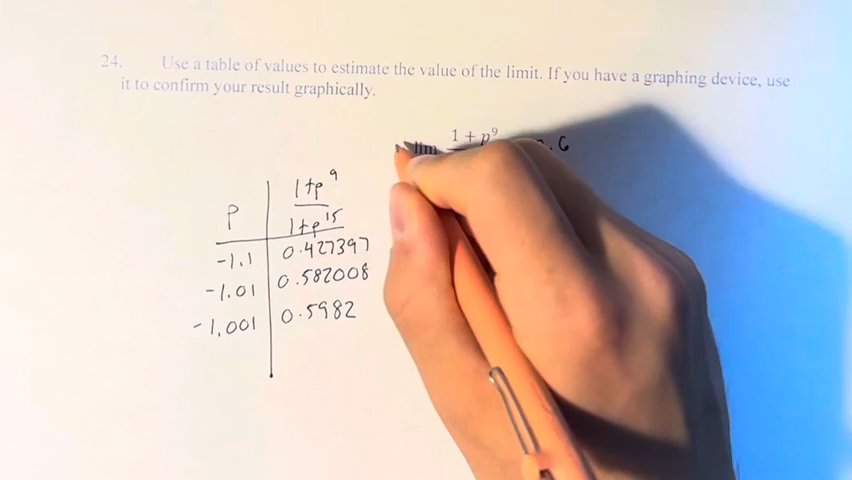 24. Use a table of values to estimate the value of the limit. If you have a graphing device, use
it to confirm your result graphically.
lim 1 + p⁹ .6
P
1+p⁹
1+p¹⁵
-1.1 0.427397
-1.01 0.582008
-1.001 0.5982